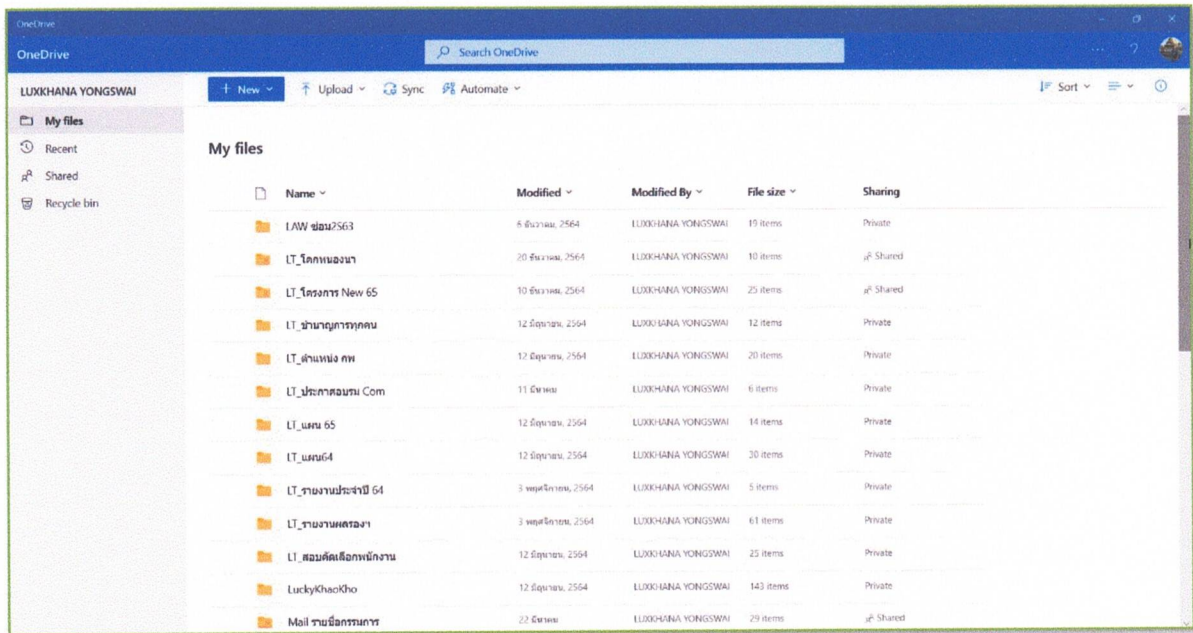 OneDrive
OneDrive
Search OneDrive
LUXKHANA YONGSWAI
New Upload Sync Automate Sort
My files
Recent
Shared
Recycle bin
My files
Name Modified Modified By File size Sharing
LAW ซ่อม2563 6 ธันวาคม, 2564 LUXKHANA YONGSWAI 19 items Private
LT_โคกหนองนา 20 ธันวาคม, 2564 LUXKHANA YONGSWAI 10 items Shared
LT_โครงการ New 65 10 ธันวาคม, 2564 LUXKHANA YONGSWAI 25 items Shared
LT_ชำนาญการทุกคน 12 มิถุนายน, 2564 LUXKHANA YONGSWAI 12 items Private
LT_ตำแหน่ง กพ 12 มิถุนายน, 2564 LUXKHANA YONGSWAI 20 items Private
LT_ประกาศอบรม Com 11 มีนาคม LUXKHANA YONGSWAI 6 items Private
LT_แผน 65 12 มิถุนายน, 2564 LUXKHANA YONGSWAI 14 items Private
LT_แผน64 12 มิถุนายน, 2564 LUXKHANA YONGSWAI 30 items Private
LT_รายงานประจำปี 64 3 พฤศจิกายน, 2564 LUXKHANA YONGSWAI 5 items Private
LT_รายงานผลรองฯ 3 พฤศจิกายน, 2564 LUXKHANA YONGSWAI 61 items Private
LT_สอบคัดเลือกพนักงาน 12 มิถุนายน, 2564 LUXKHANA YONGSWAI 25 items Private
LuckyKhaoKho 12 มิถุนายน, 2564 LUXKHANA YONGSWAI 143 items Private
Mail รายชื่อกรรมการ 22 มีนาคม LUXKHANA YONGSWAI 29 items Shared